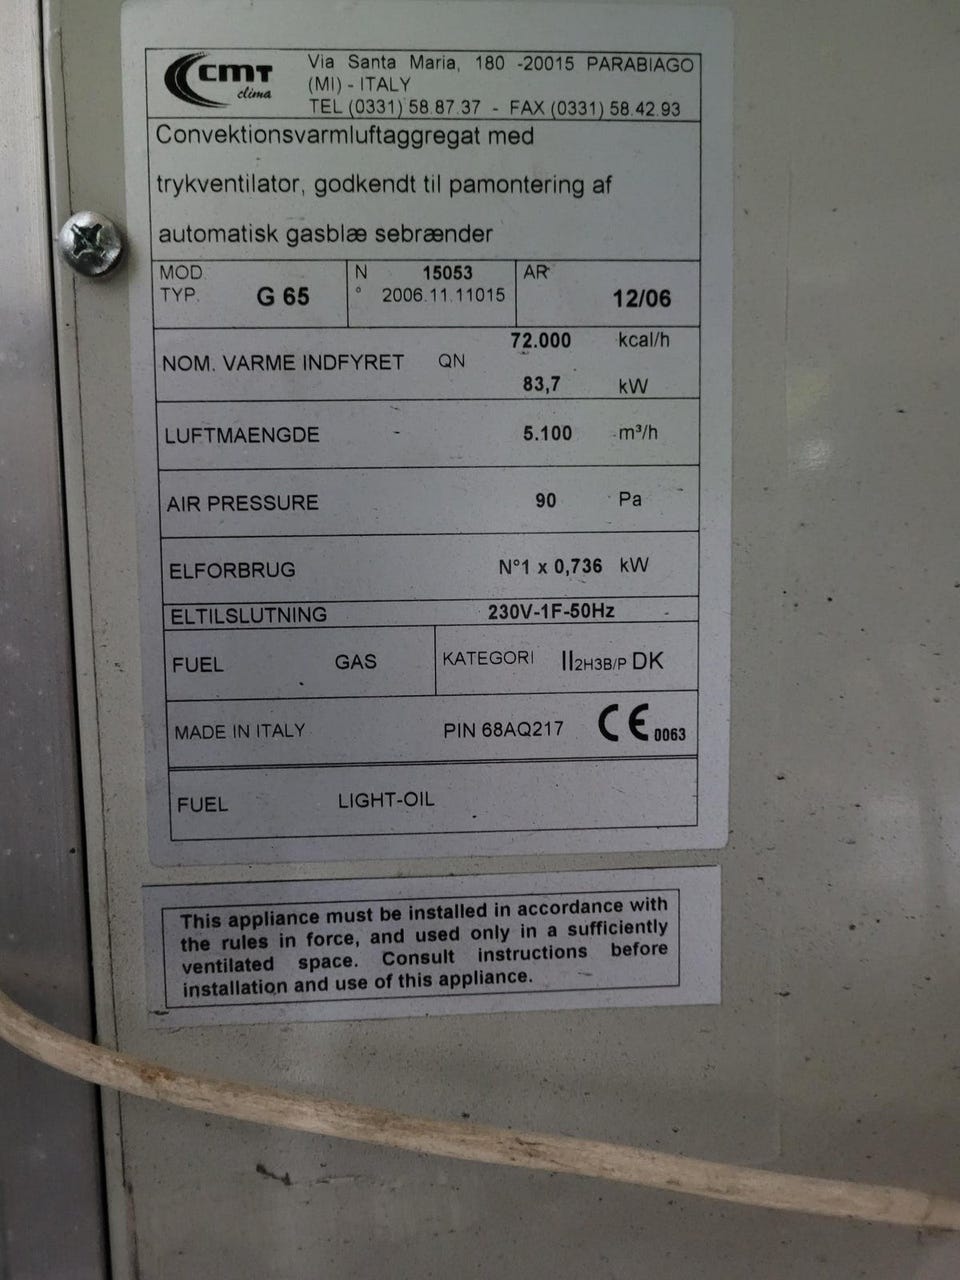 CMT
clima
Via Santa Maria, 180 -20015 PARABIAGO
(MI) - ITALY
TEL (0331) 58.87.37 - FAX (0331) 58.42.93
Convektionsvarmluftaggregat med
trykventilator, godkendt til pamontering af
automatisk gasblæ sebrænder
MOD.
TYP. G 65
N° 15053
2006.11.11015
AR 12/06
NOM. VARME INDFYRET QN
72.000 kcal/h
83,7 kW
LUFTMAENGDE - 5.100 m³/h
AIR PRESSURE 90 Pa
ELFORBRUG N°1 x 0,736 kW
ELTILSLUTNING 230V-1F-50Hz
FUEL GAS KATEGORI II2H3B/P DK
MADE IN ITALY PIN 68AQ217 CE 0063
FUEL LIGHT-OIL
This appliance must be installed in accordance with
the rules in force, and used only in a sufficiently
ventilated space. Consult instructions before
installation and use of this appliance.